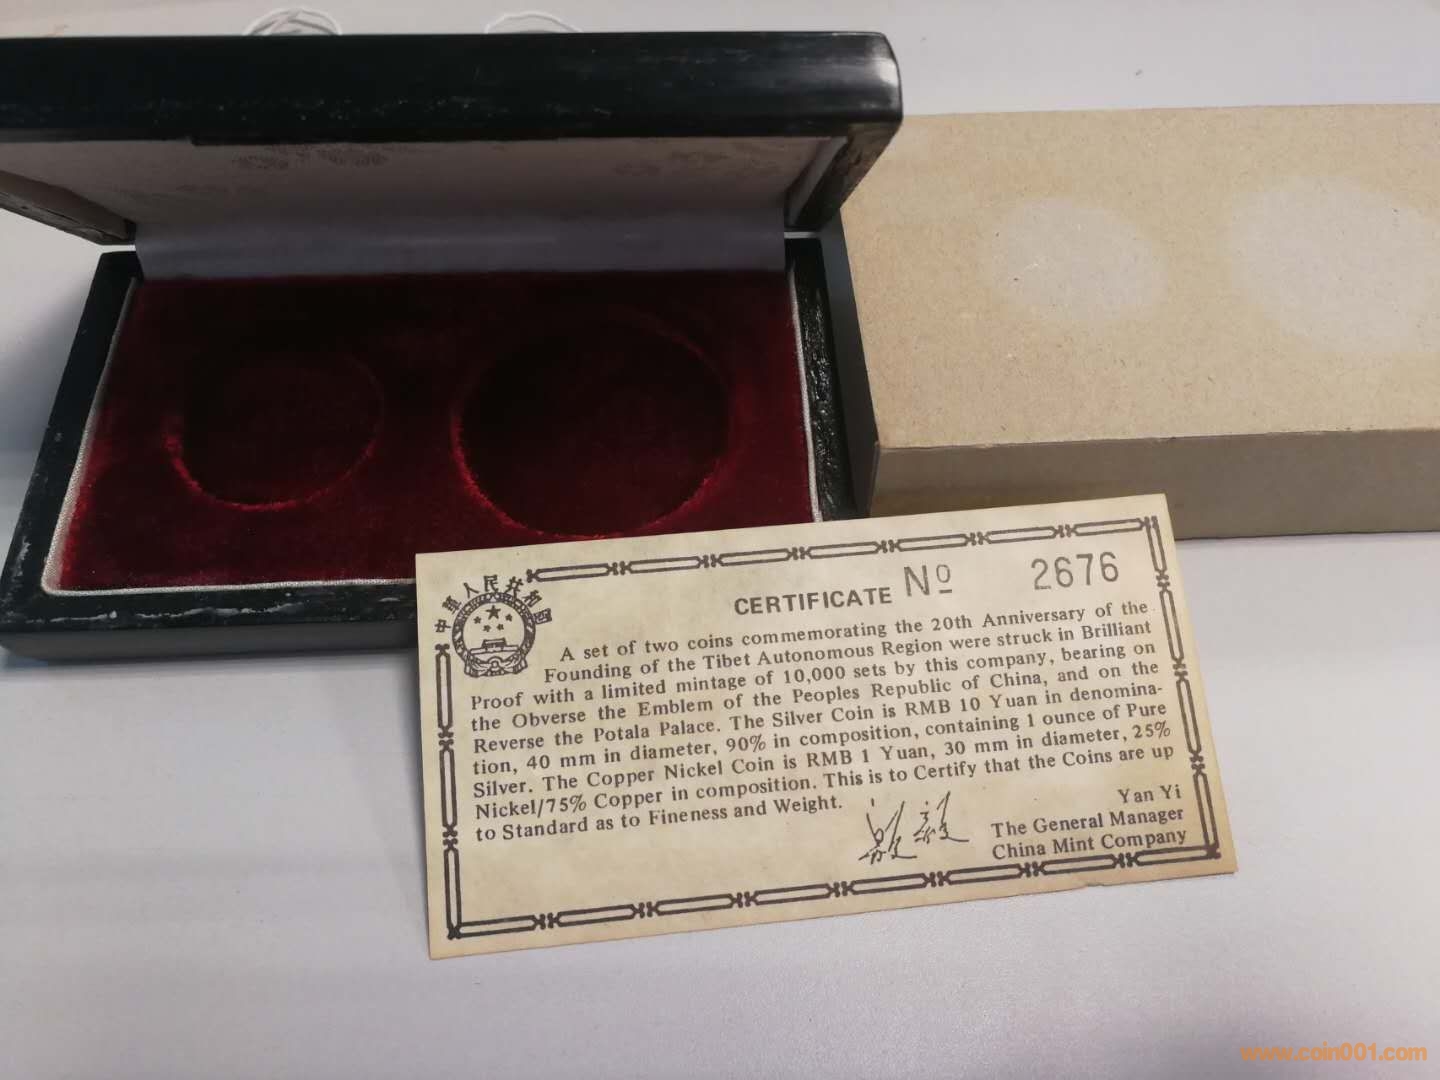 中华人民共和国
CERTIFICATE Nº 2676
A set of two coins commemorating the 20th Anniversary of the
Founding of the Tibet Autonomous Region were struck in Brilliant
Proof with a limited mintage of 10,000 sets by this company, bearing on
the Obverse the Emblem of the Peoples Republic of China, and on the
Reverse the Potala Palace. The Silver Coin is RMB 10 Yuan in denomina-
tion, 40 mm in diameter, 90% in composition, containing 1 ounce of Pure
Silver. The Copper Nickel Coin is RMB 1 Yuan, 30 mm in diameter, 25%
Nickel/75% Copper in composition. This is to Certify that the Coins are up
to Standard as to Fineness and Weight.
Yan Yi
The General Manager
China Mint Company
www.coin001.com